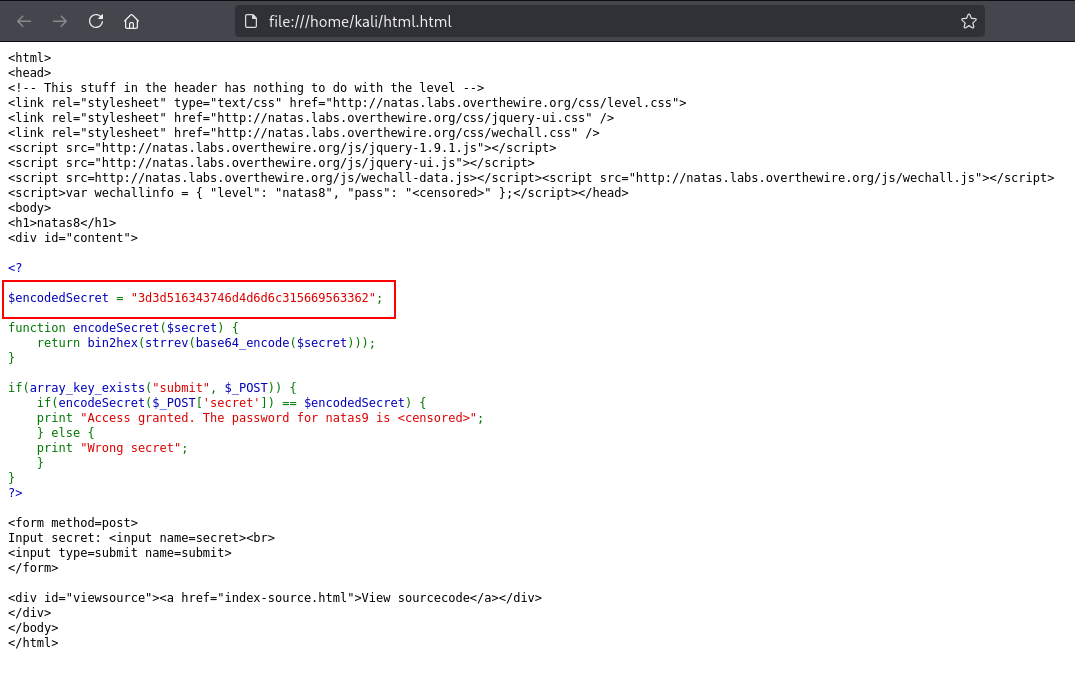 file:///home/kali/html.html
<html>
<head>
<!-- This stuff in the header has nothing to do with the level -->
<link rel="stylesheet" type="text/css" href="http://natas.labs.overthewire.org/css/level.css">
<link rel="stylesheet" href="http://natas.labs.overthewire.org/css/jquery-ui.css" />
<link rel="stylesheet" href="http://natas.labs.overthewire.org/css/wechall.css" />
<script src="http://natas.labs.overthewire.org/js/jquery-1.9.1.js"></script>
<script src="http://natas.labs.overthewire.org/js/jquery-ui.js"></script>
<script src=http://natas.labs.overthewire.org/js/wechall-data.js></script><script src="http://natas.labs.overthewire.org/js/wechall.js"></script>
<script>var wechallinfo = { "level": "natas8", "pass": "<censored>" };</script></head>
<body>
<h1>natas8</h1>
<div id="content">
<?
$encodedSecret = "3d3d516343746d4d6d6c315669563362";
function encodeSecret($secret) {
    return bin2hex(strrev(base64_encode($secret)));
}
if(array_key_exists("submit", $_POST)) {
    if(encodeSecret($_POST['secret']) == $encodedSecret) {
    print "Access granted. The password for natas9 is <censored>";
    } else {
    print "Wrong secret";
    }
}
?>
<form method=post>
Input secret: <input name=secret><br>
<input type=submit name=submit>
</form>
<div id="viewsource"><a href="index-source.html">View sourcecode</a></div>
</div>
</body>
</html>